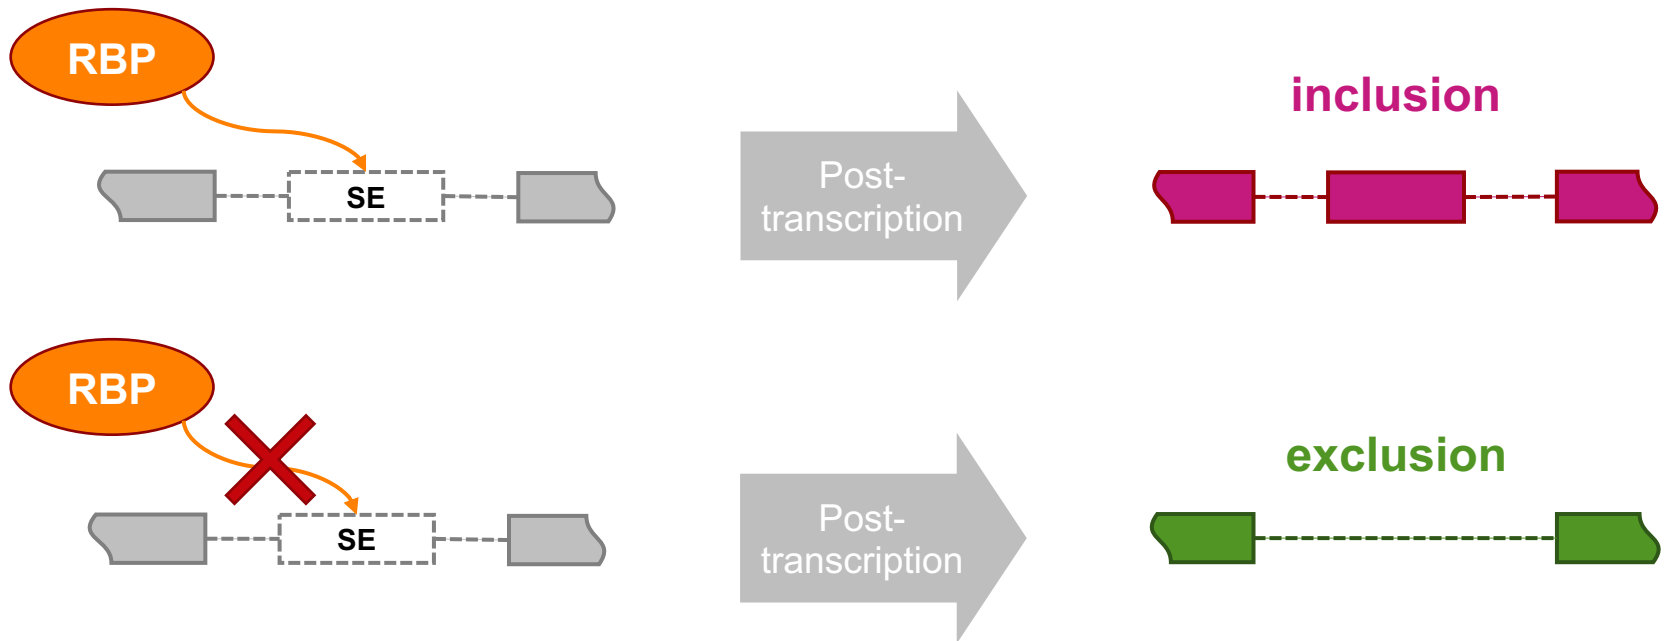 RBP
inclusion
Post-
transcription
SE
RBP
exclusion
Post-
transcription
SE